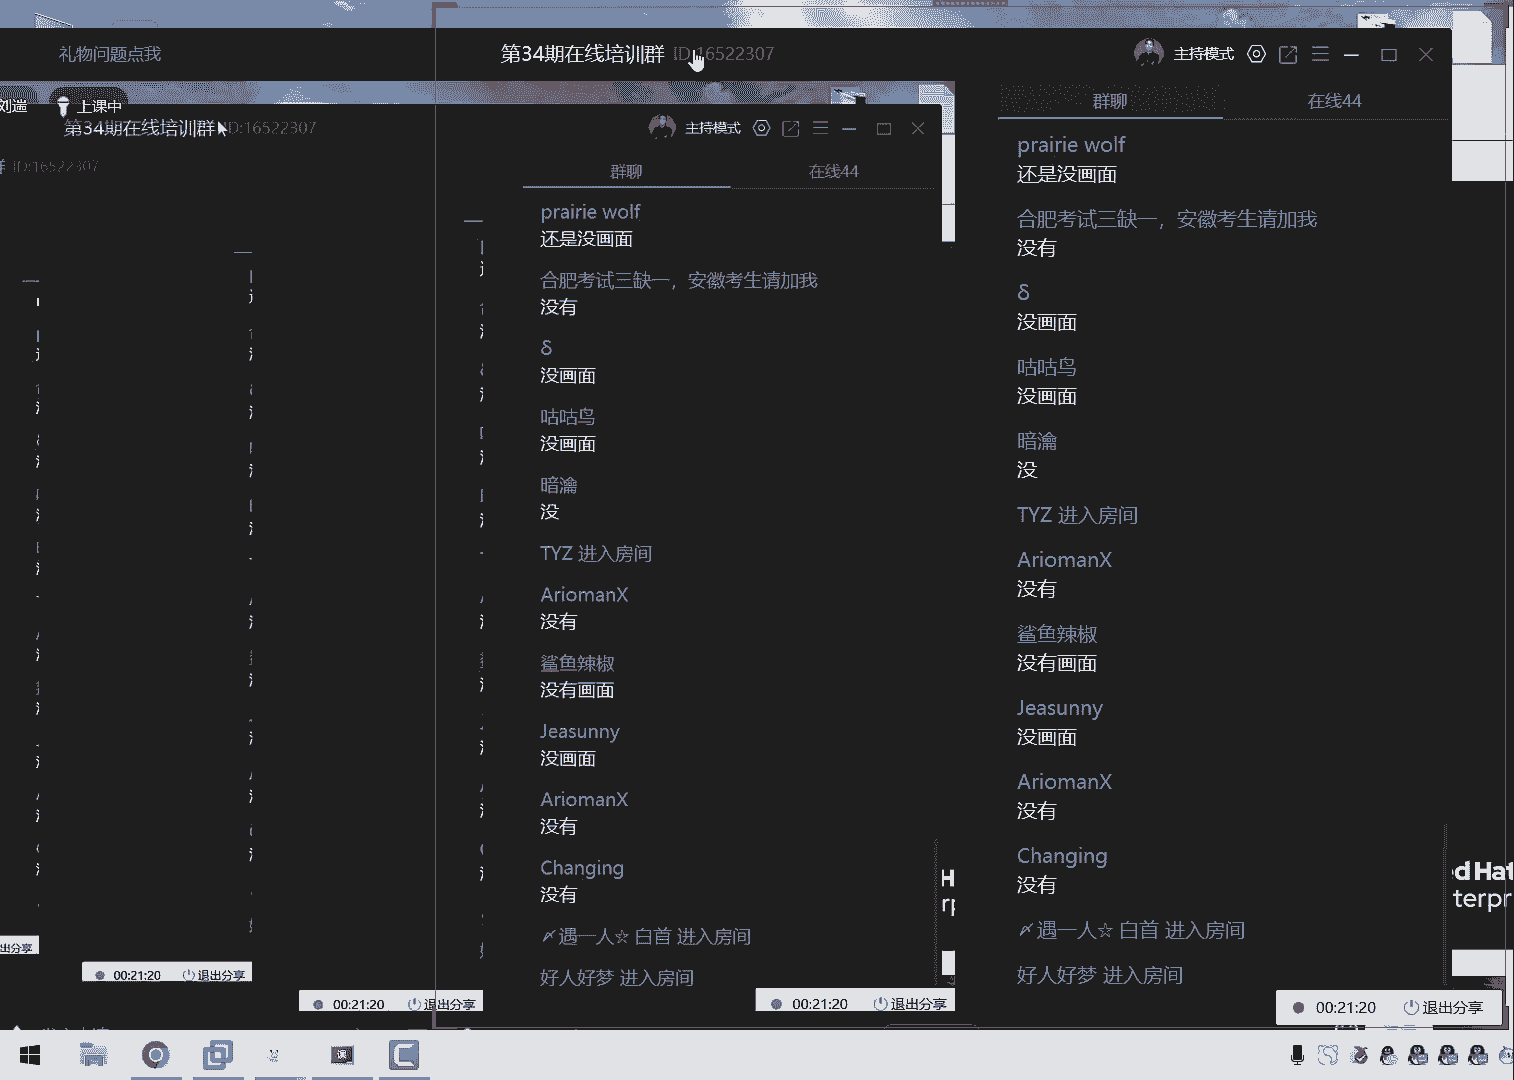 礼物问题点我
刘湍
上课中
第34期在线培训群 ID:16522307
主持模式
群聊
在线44
prairie wolf
还是没画面
合肥考试三缺一，安徽考生请加我
没有
δ
没画面
咕咕鸟
没画面
暗瀹
没
TYZ 进入房间
AriomanX
没有
鲨鱼辣椒
没有画面
Jeasunny
没画面
AriomanX
没有
Changing
没有
〆遇一人☆ 白首 进入房间
好人好梦 进入房间
00:21:20
退出分享
第34期在线培训群 ID:16522307
ID:16522307
主持模式
群聊
在线44
prairie wolf
还是没画面
合肥考试三缺一，安徽考生请加我
没有
δ
没画面
咕咕鸟
没画面
暗瀹
没
TYZ 进入房间
AriomanX
没有
鲨鱼辣椒
没有画面
Jeasunny
没画面
AriomanX
没有
Changing
没有
〆遇一人☆ 白首 进入房间
好人好梦 进入房间
00:21:20
退出分享
00:21:20
退出分享
00:21:20
退出分享
出分享
dHat
terpr